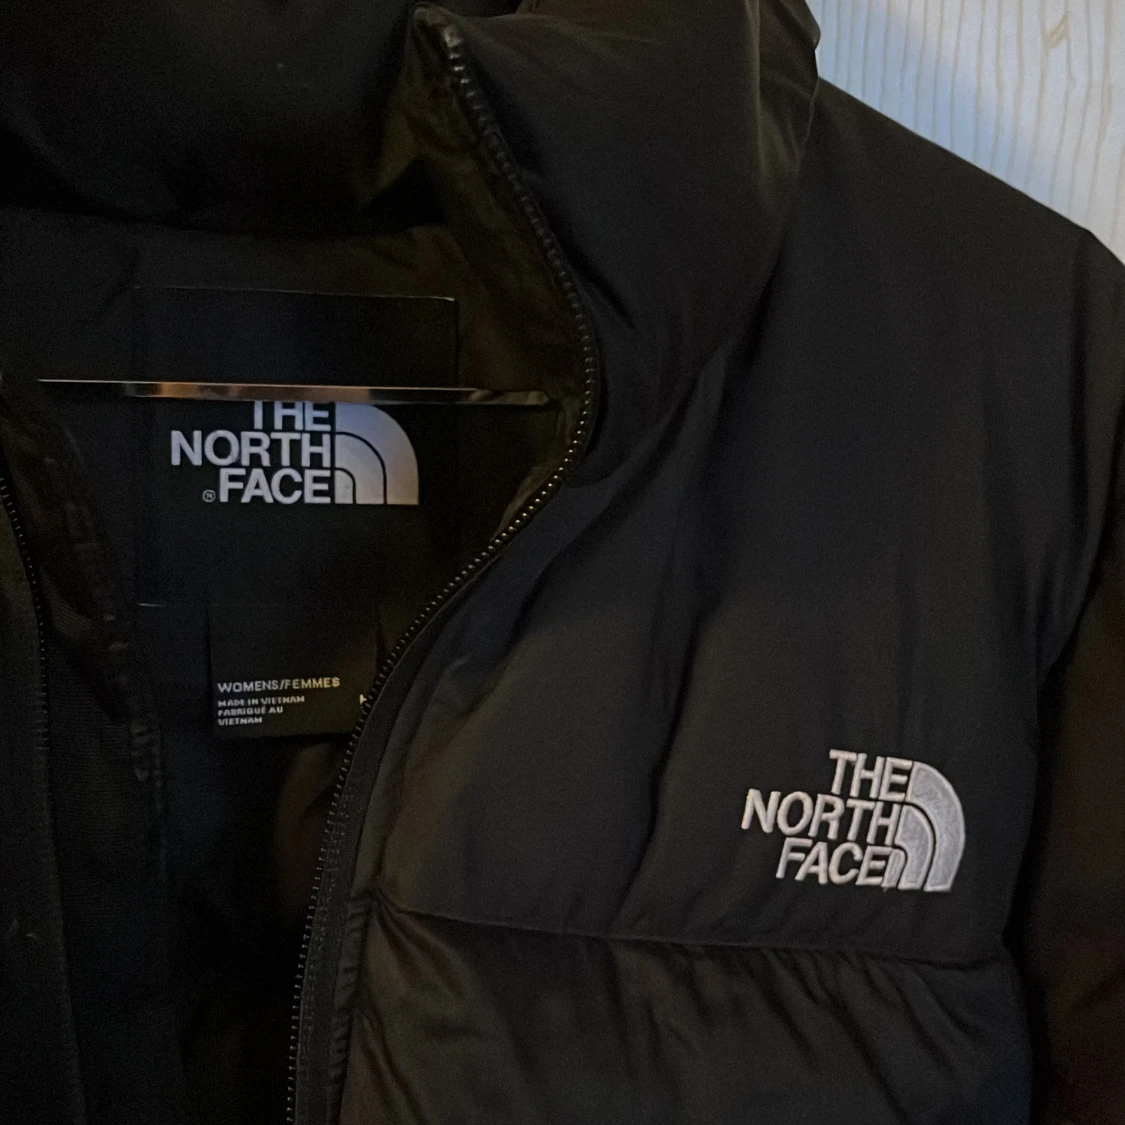 THE
NORTH
FACE
®
WOMENS/FEMMES
MADE IN VIETNAM
FABRIQUÉ AU
VIETNAM
THE
NORTH
FACE